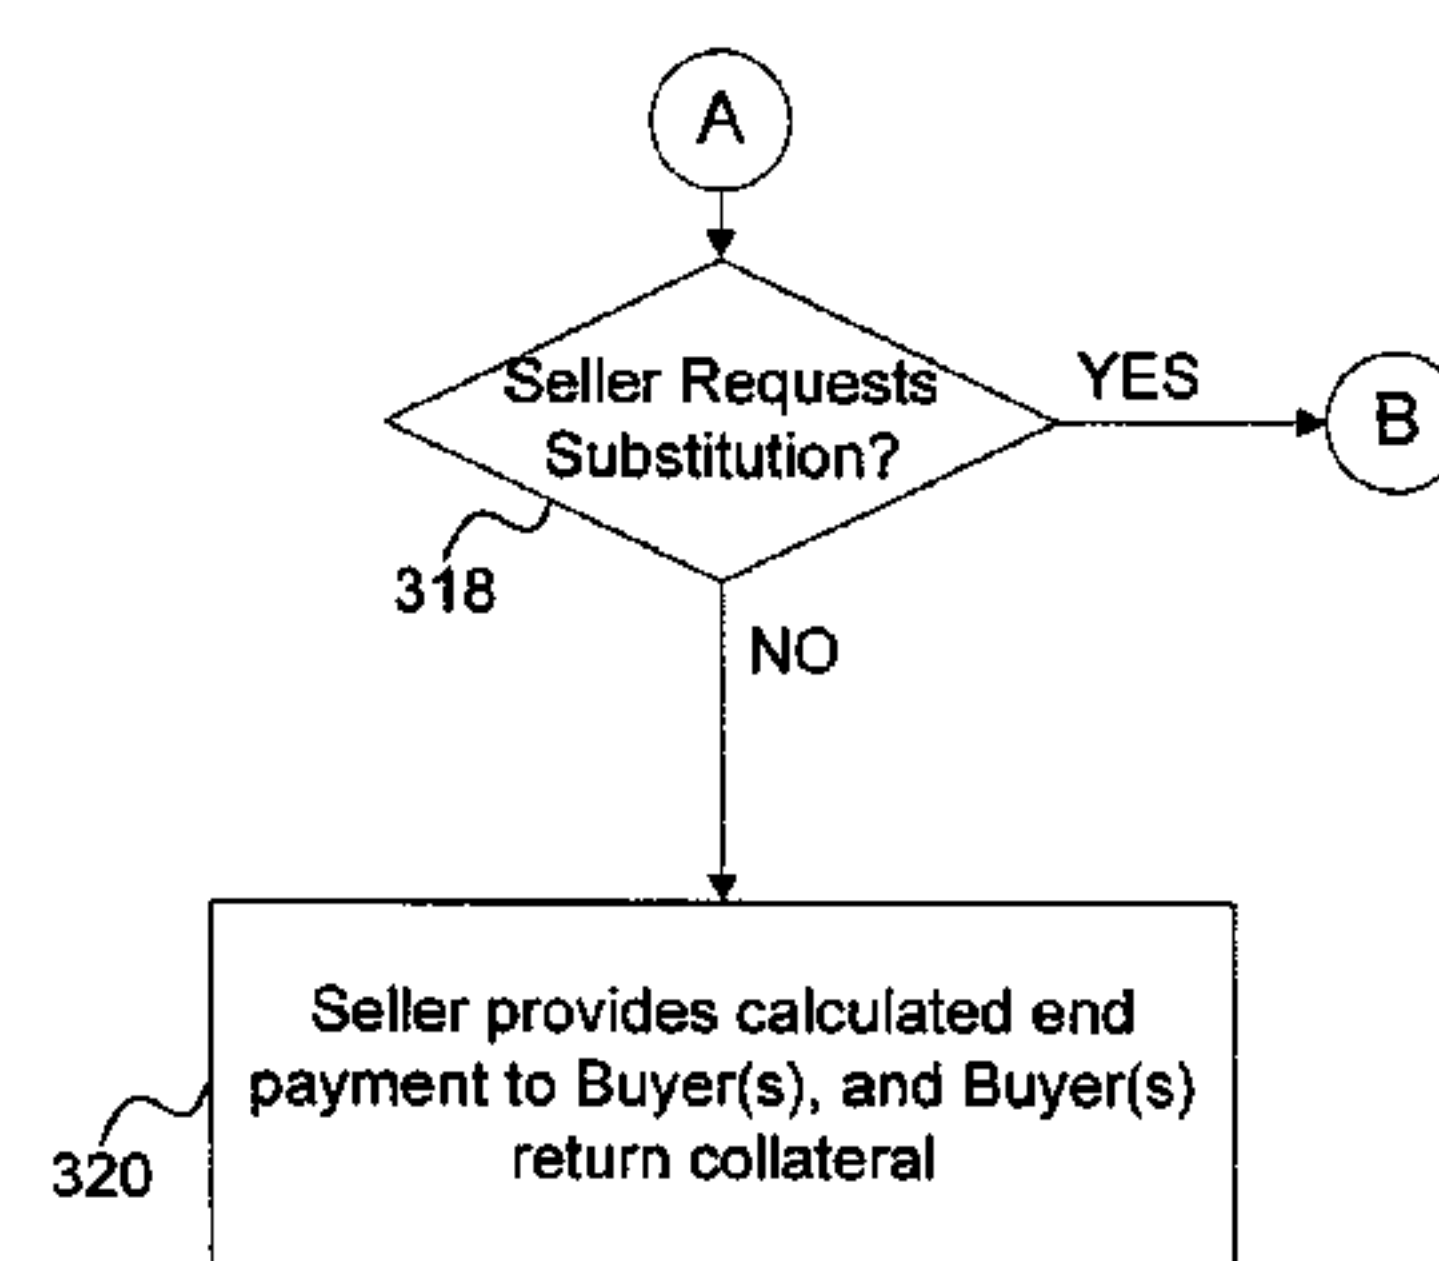 A
Seller Requests
Substitution?
YES
B
318
NO
Seller provides calculated end
payment to Buyer(s), and Buyer(s)
return collateral
320